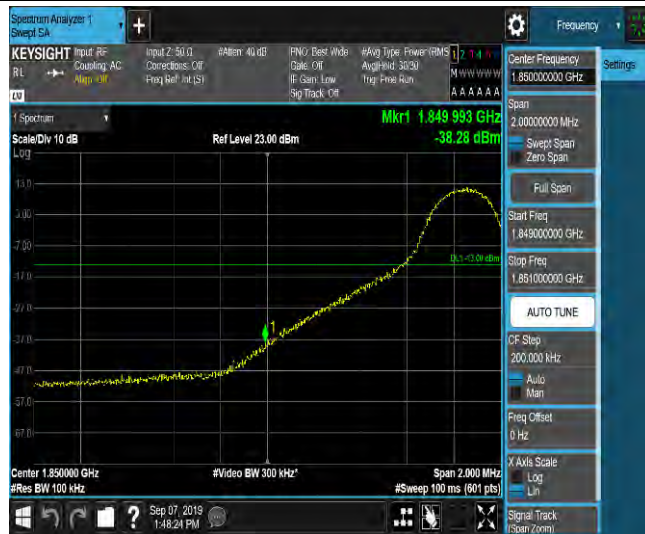 Spectrum Analyzer 1
Swept SA
Frequency
KEYSIGHT
RL
Input: RF
Coupling: AC
Align: Off
Input Z: 50 Ω
Corrections: Off
Freq Ref: Int (S)
#Atten: 40 dB
PNO: Best Wide
Gate: Off
IF Gain: Low
Sig Track: Off
#Avg Type: Power (RMS
Avg|Hold: 30/30
Trig: Free Run
M W W W W W
A A A A A A
LW
1 Spectrum
Scale/Div 10 dB
Log
Ref Level 23.00 dBm
Mkr1 1.849 993 GHz
-38.28 dBm
13.0
3.00
-7.00
-17.0
-27.0
-37.0
-47.0
-57.0
-67.0
DL1 -13.00 dBm
1
Center 1.850000 GHz
#Res BW 100 kHz
#Video BW 300 kHz*
Span 2.000 MHz
#Sweep 100 ms (601 pts)
Sep 07, 2019
1:48:24 PM
Center Frequency
1.850000000 GHz
Settings
Span
2.00000000 MHz
Swept Span
Zero Span
Full Span
Start Freq
1.849000000 GHz
Stop Freq
1.851000000 GHz
AUTO TUNE
CF Step
200.000 kHz
Auto
Man
Freq Offset
0 Hz
X Axis Scale
Log
Lin
Signal Track
(Span Zoom)